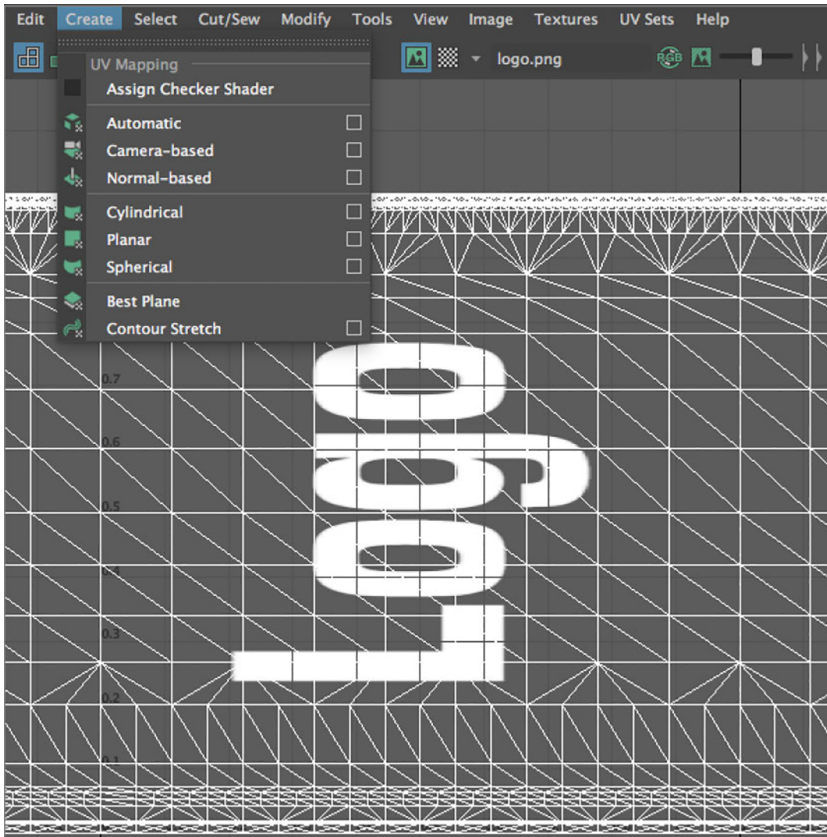 Edit Create Select Cut/Sew Modify Tools View Image Textures UV Sets Help
logo.png RGB
UV Mapping
Assign Checker Shader
Automatic
Camera-based
Normal-based
Cylindrical
Planar
Spherical
Best Plane
Contour Stretch
0.7
0.6
0.5
0.4
0.3
0.2
0.1
Logo